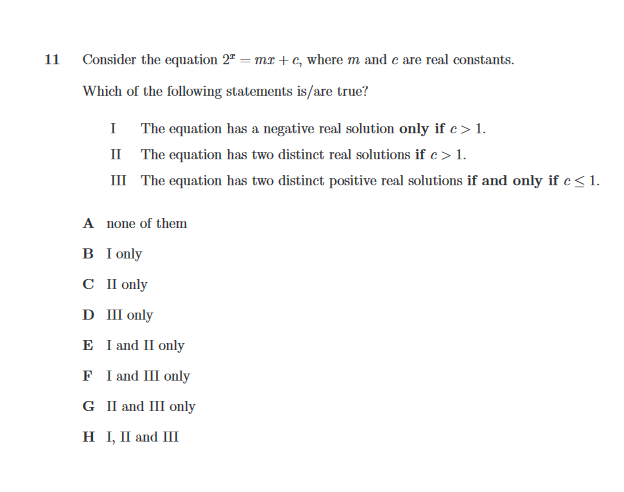 11 Consider the equation 2ˣ = mx + c, where m and c are real constants.
Which of the following statements is/are true?
I The equation has a negative real solution only if c > 1.
II The equation has two distinct real solutions if c > 1.
III The equation has two distinct positive real solutions if and only if c ≤ 1.
A none of them
B I only
C II only
D III only
E I and II only
F I and III only
G II and III only
H I, II and III